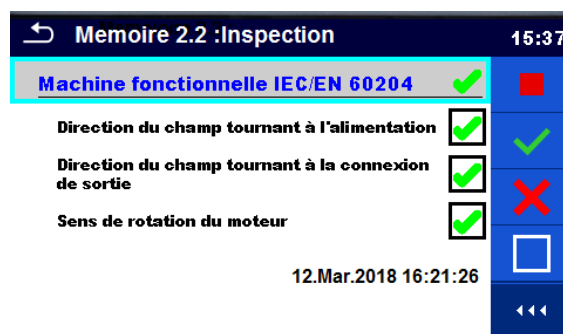 Memoire 2.2 :Inspection
15:37
Machine fonctionnelle IEC/EN 60204
Direction du champ tournant à l'alimentation
Direction du champ tournant à la connexion
de sortie
Sens de rotation du moteur
12.Mar.2018 16:21:26